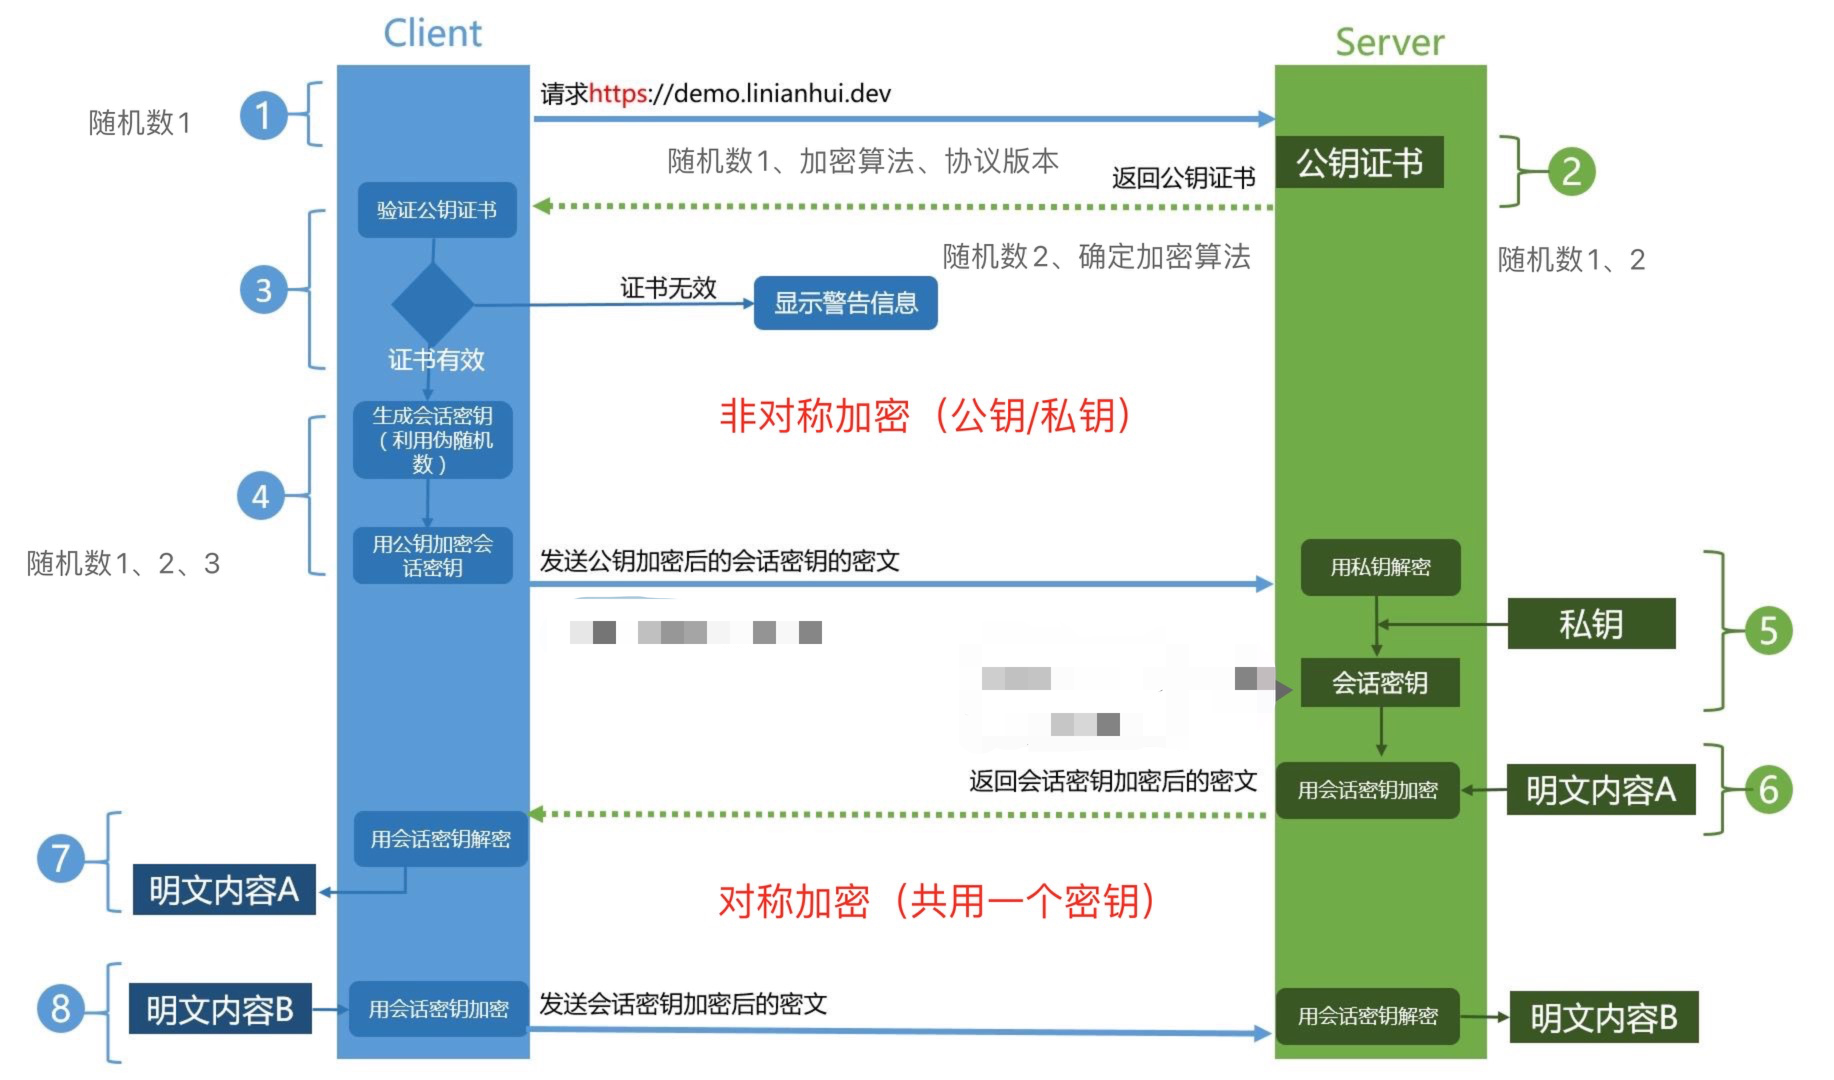 Client
Server
请求https://demo.linianhui.dev
1
随机数1
随机数1、加密算法、协议版本
公钥证书
2
返回公钥证书
验证公钥证书
随机数2、确定加密算法
随机数1、2
3
证书无效
显示警告信息
证书有效
非对称加密（公钥/私钥）
生成会话密钥
（利用伪随机
数）
4
用公钥加密会
话密钥
随机数1、2、3
发送公钥加密后的会话密钥的密文
用私钥解密
私钥
5
会话密钥
返回会话密钥加密后的密文
用会话密钥加密
明文内容A
6
用会话密钥解密
7
明文内容A
对称加密（共用一个密钥）
8
明文内容B
用会话密钥加密
发送会话密钥加密后的密文
用会话密钥解密
明文内容B